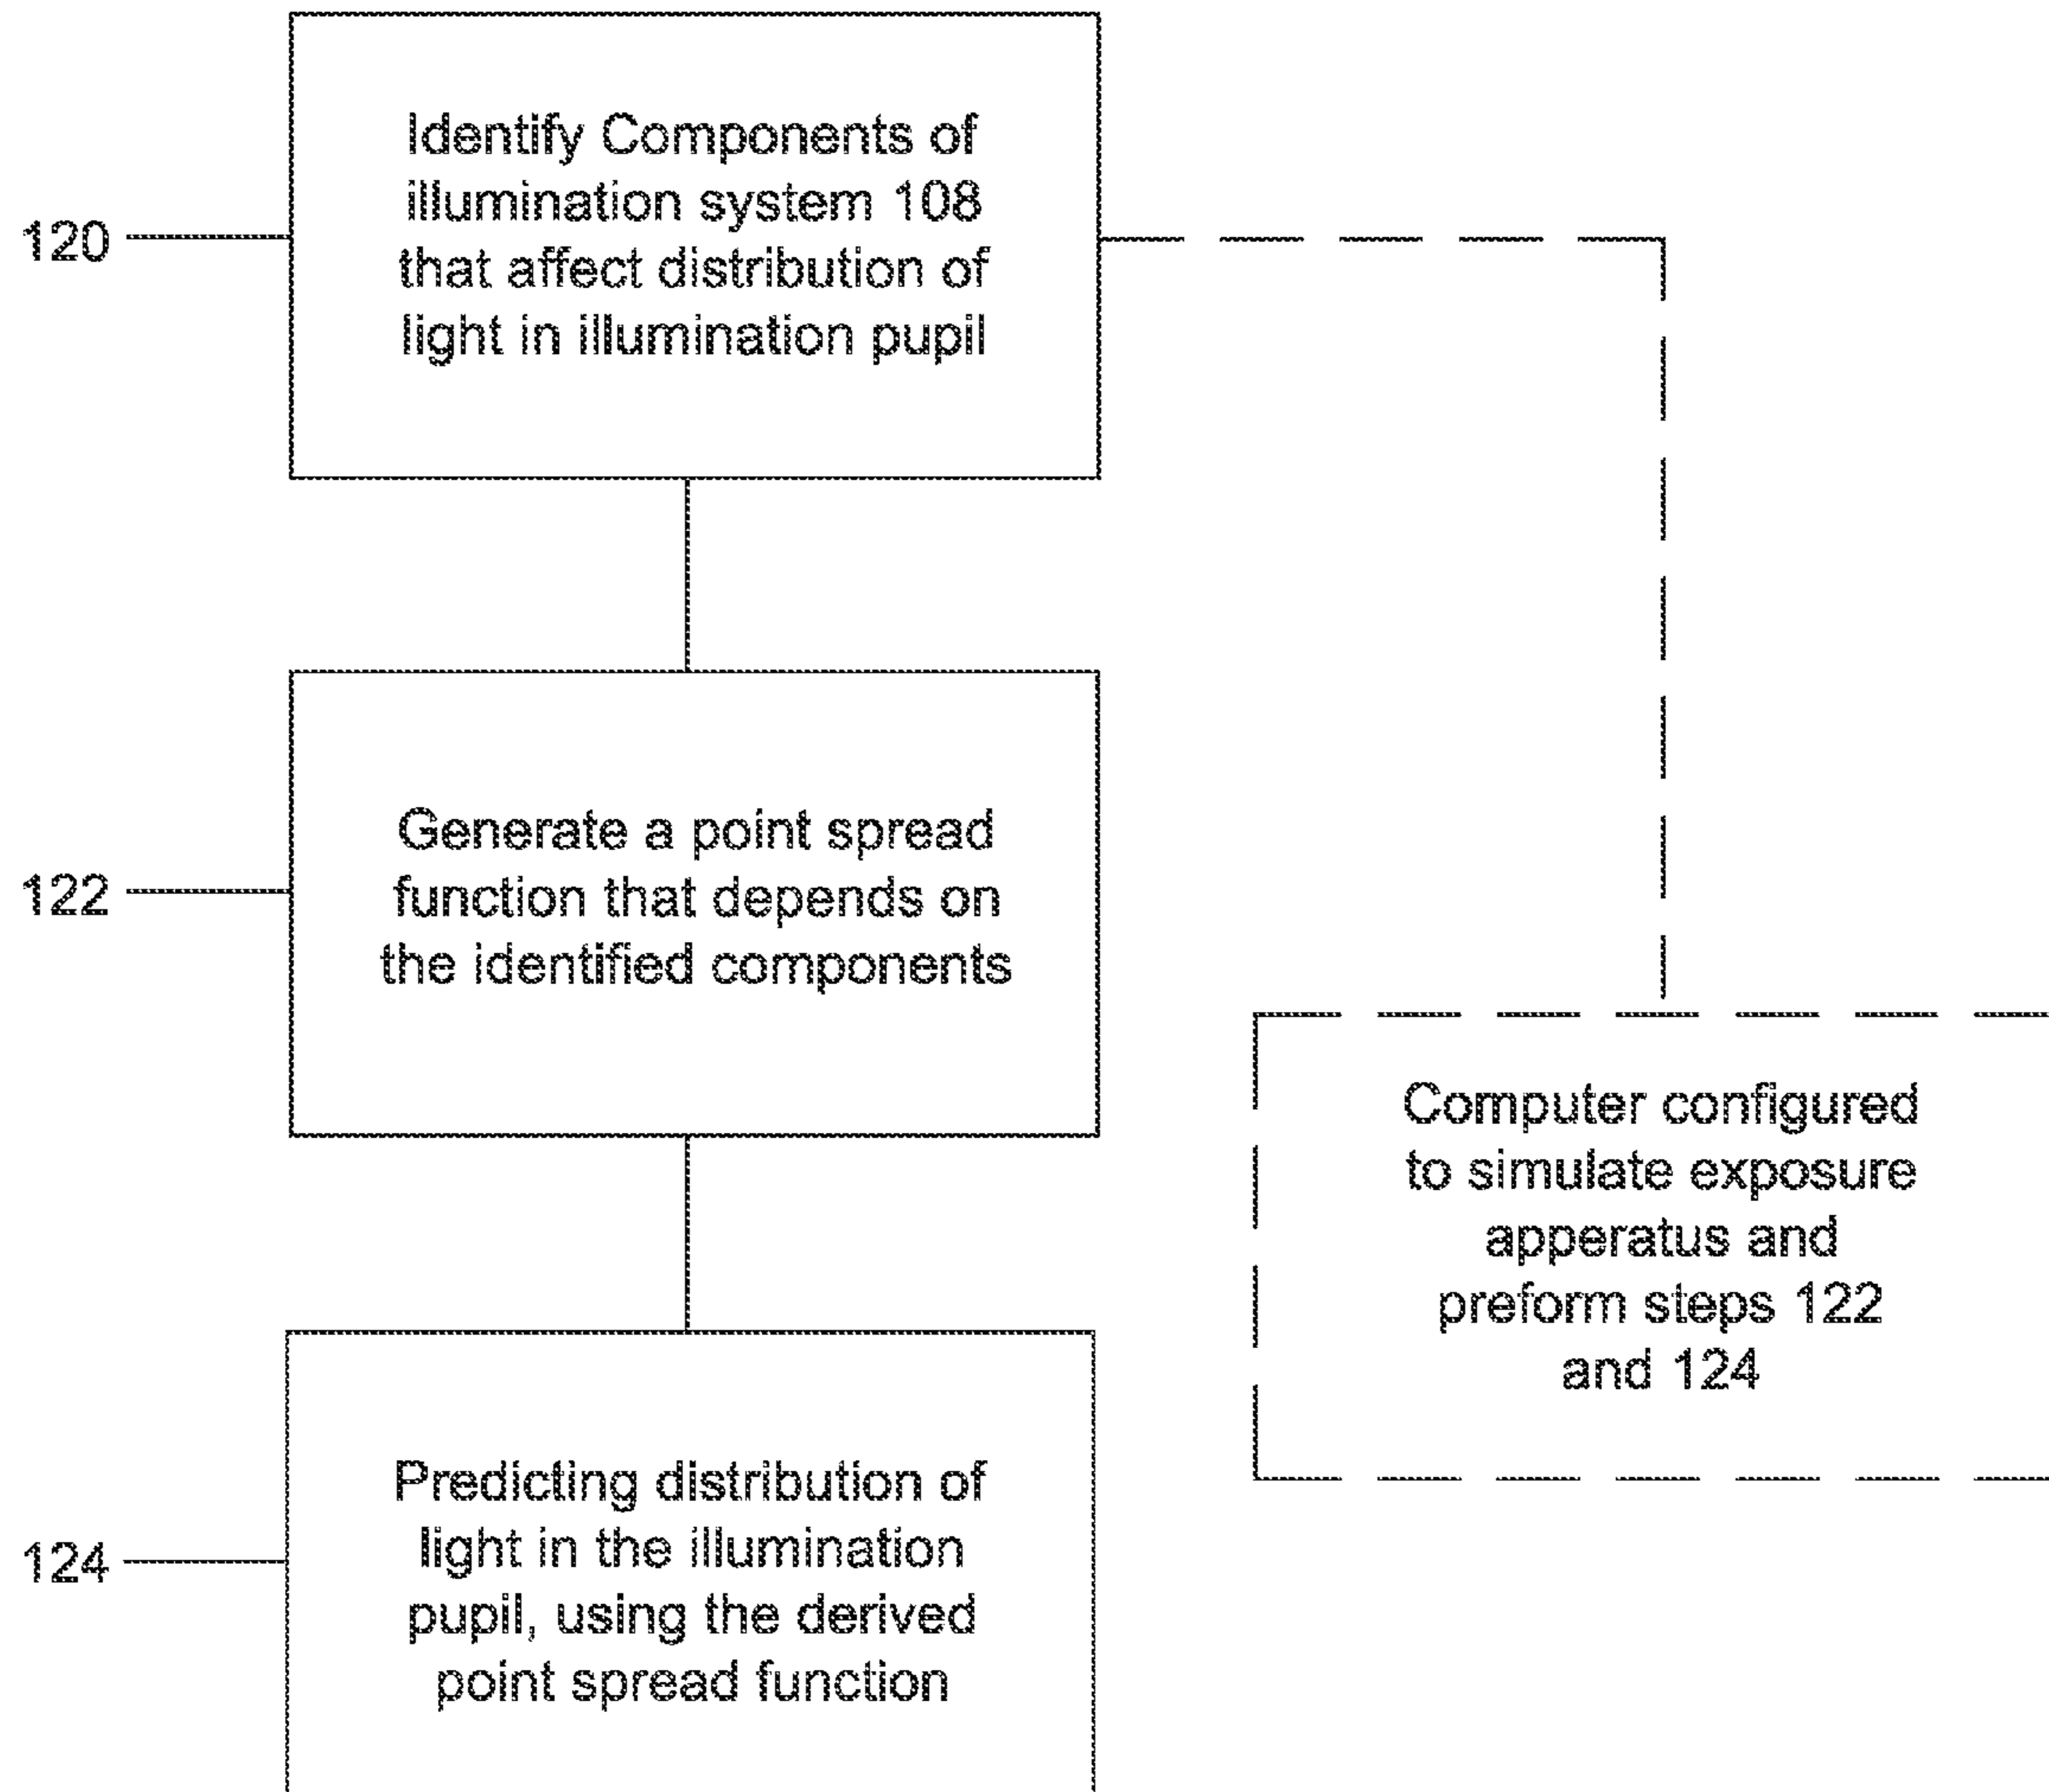 120
Identify Components of
illumination system 108
that affect distribution of
light in illumination pupil
122
Generate a point spread
function that depends on
the identified components
Computer configured
to simulate exposure
apperatus and
preform steps 122
and 124
124
Predicting distribution of
light in the illumination
pupil, using the derived
point spread function